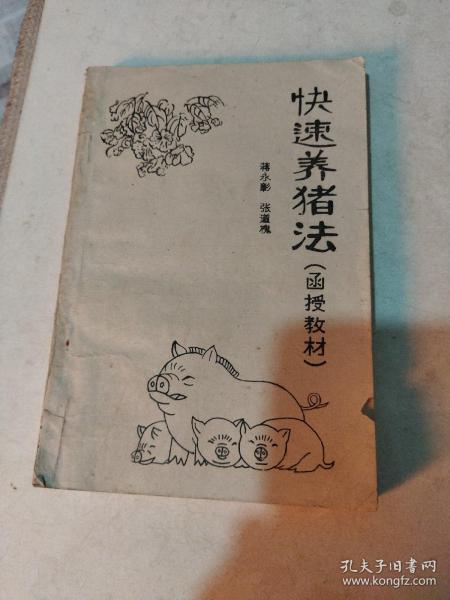 快速养猪法
(函授教材)
蒋永彰 张道槐
孔夫子旧书网
www.kongfz.com